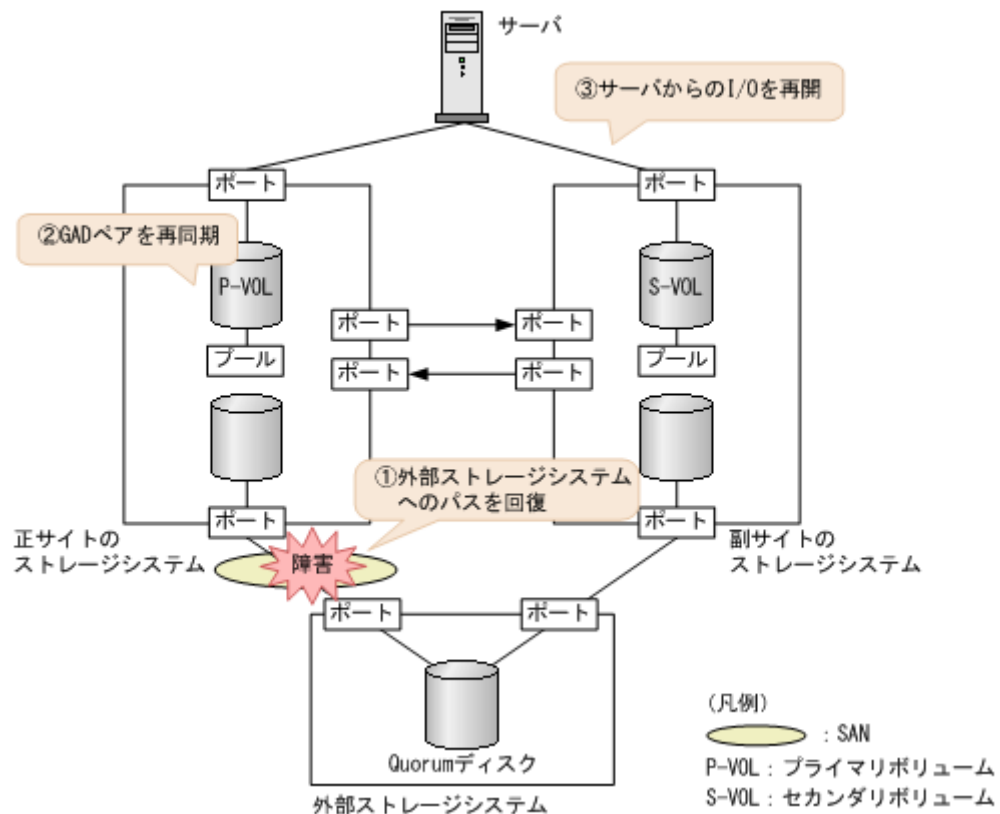 サーバ
③サーバからのI/Oを再開
ポート
ポート
②GADペアを再同期
P-VOL
S-VOL
ポート
ポート
プール
プール
ポート
ポート
①外部ストレージシステム
へのパスを回復
ポート
ポート
正サイトの
ストレージシステム
副サイトの
ストレージシステム
障害
ポート
ポート
Quorumディスク
外部ストレージシステム
(凡例)
: SAN
P-VOL : プライマリボリューム
S-VOL : セカンダリボリューム